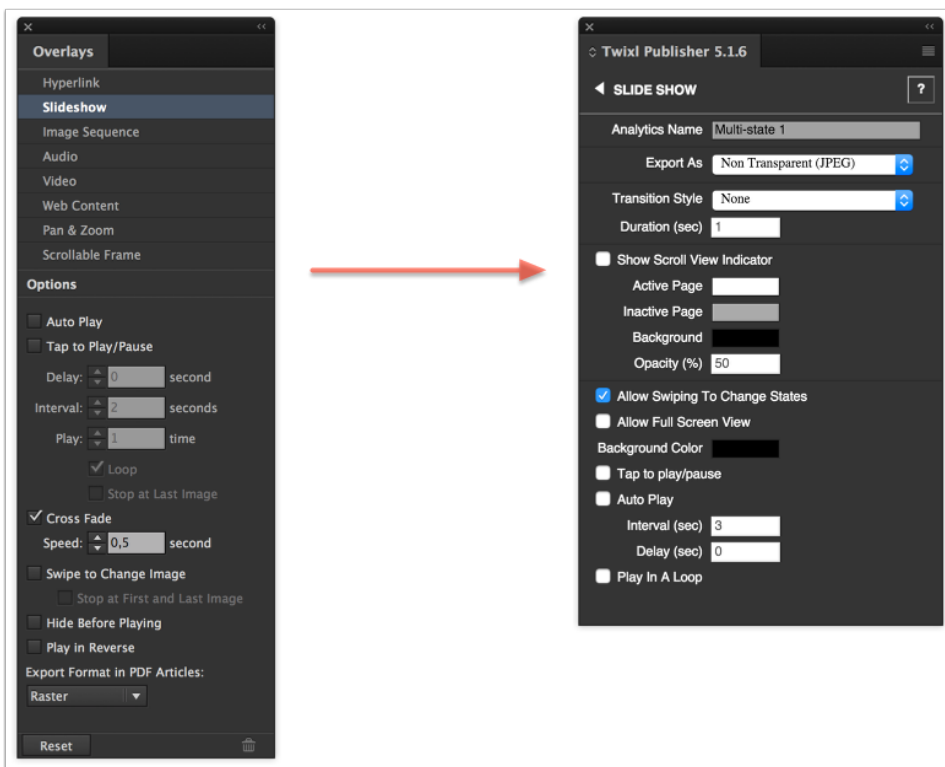 Overlays
Hyperlink
Slideshow
Image Sequence
Audio
Video
Web Content
Pan & Zoom
Scrollable Frame
Options
Auto Play
Tap to Play/Pause
Delay: 0 second
Interval: 2 seconds
Play: 1 time
Loop
Stop at Last Image
Cross Fade
Speed: 0,5 second
Swipe to Change Image
Stop at First and Last Image
Hide Before Playing
Play in Reverse
Export Format in PDF Articles:
Raster
Reset
Twixl Publisher 5.1.6
SLIDE SHOW ?
Analytics Name Multi-state 1
Export As Non Transparent (JPEG)
Transition Style None
Duration (sec) 1
Show Scroll View Indicator
Active Page
Inactive Page
Background
Opacity (%) 50
Allow Swiping To Change States
Allow Full Screen View
Background Color
Tap to play/pause
Auto Play
Interval (sec) 3
Delay (sec) 0
Play In A Loop